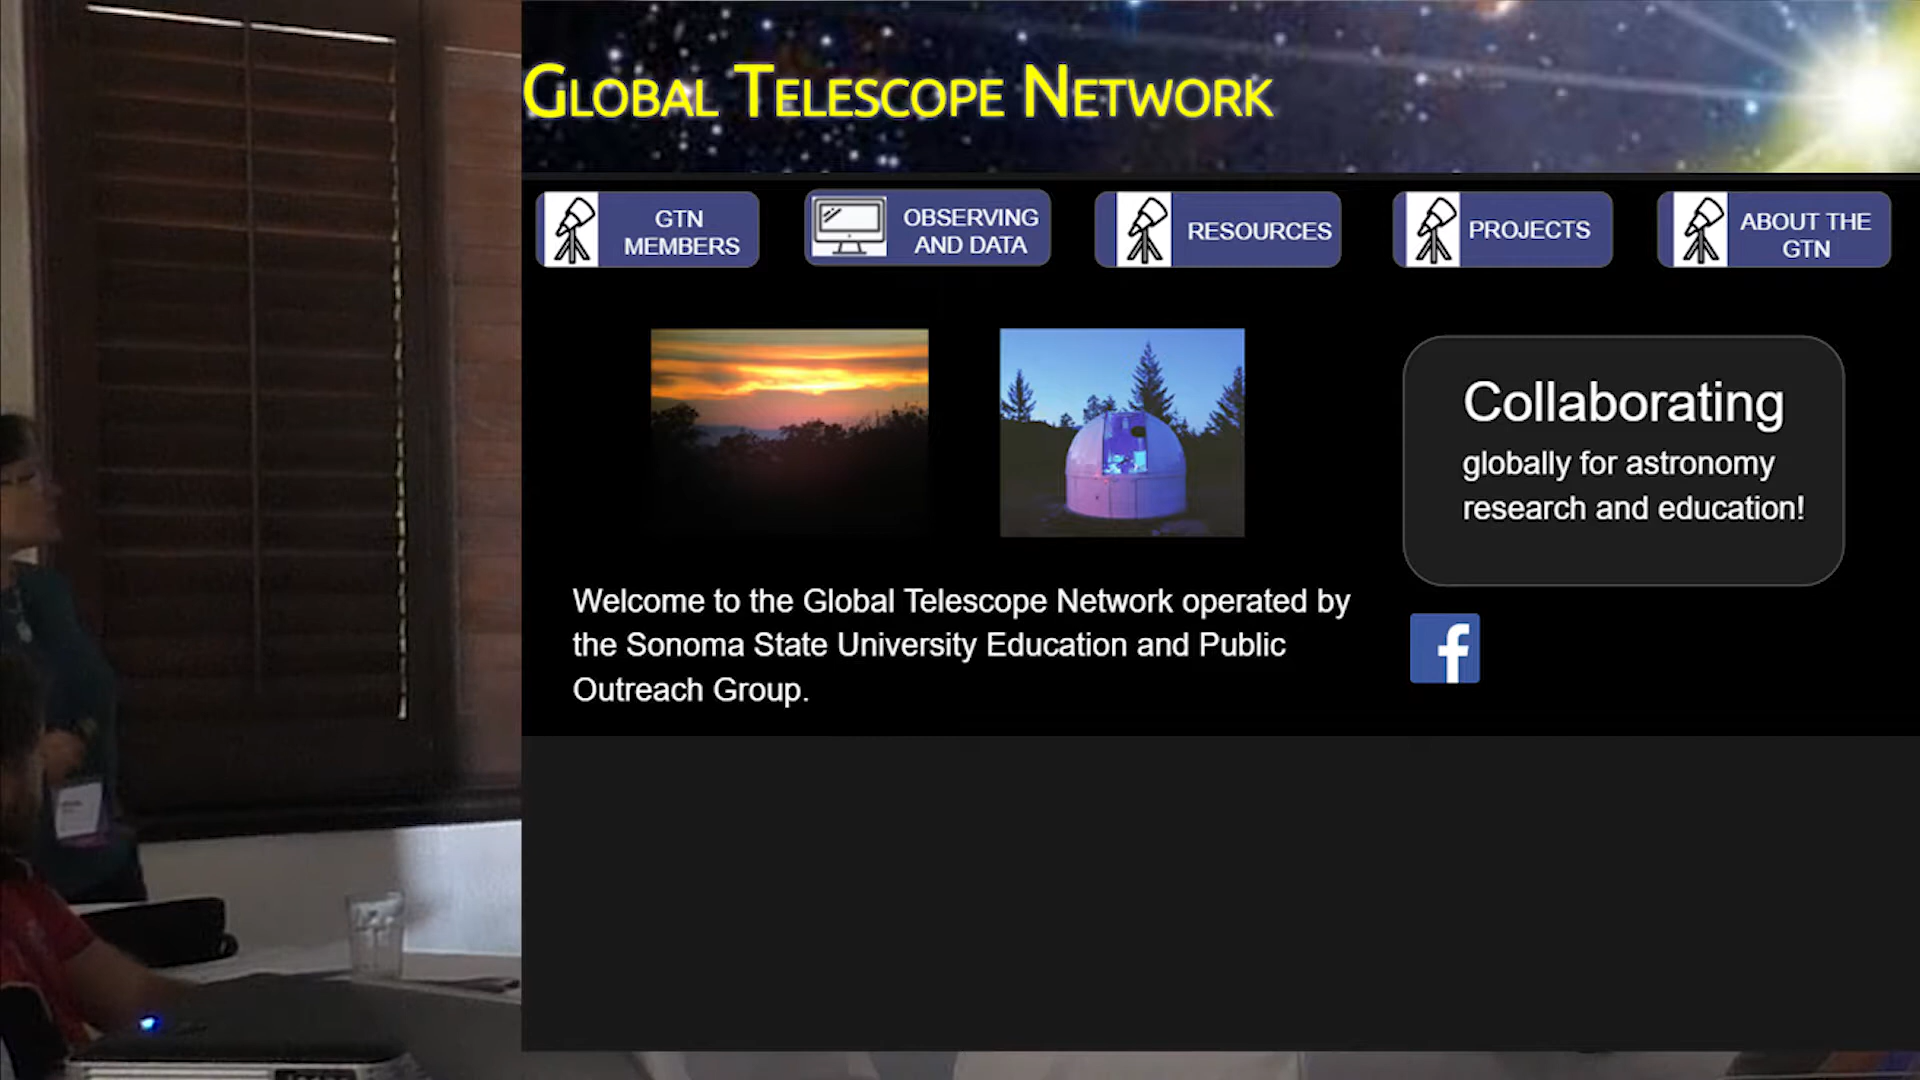 GLOBAL TELESCOPE NETWORK
GTN
MEMBERS
OBSERVING
AND DATA
RESOURCES
PROJECTS
ABOUT THE
GTN
Collaborating
globally for astronomy
research and education!
Welcome to the Global Telescope Network operated by
the Sonoma State University Education and Public
Outreach Group.
f